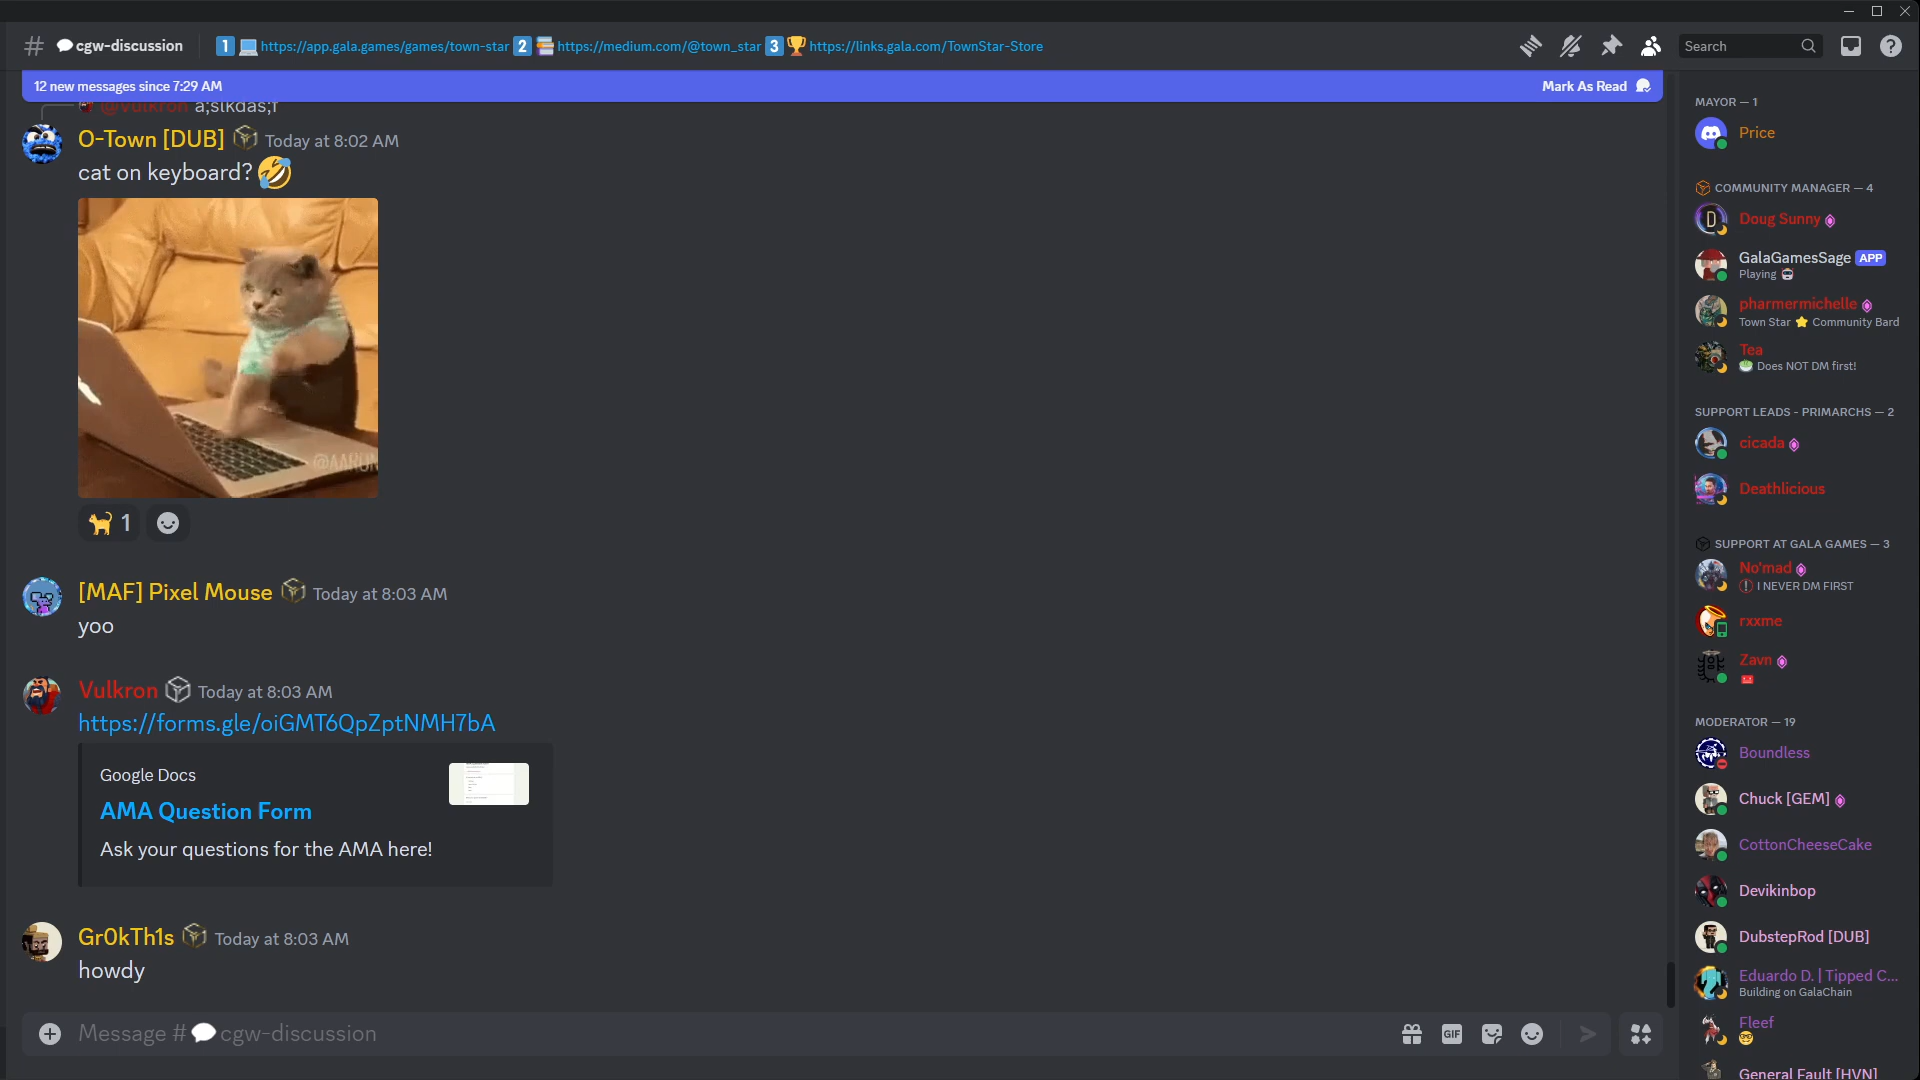 cgw-discussion
1 https://app.gala.games/games/town-star 2 https://medium.com/@town_star 3 https://links.gala.com/TownStar-Store
Search
12 new messages since 7:29 AM
Mark As Read
@Vulkron a;slkdas;f
O-Town [DUB] Today at 8:02 AM
cat on keyboard?
1
[MAF] Pixel Mouse Today at 8:03 AM
yoo
Vulkron Today at 8:03 AM
https://forms.gle/oiGMT6QpZptNMH7bA
Google Docs
AMA Question Form
Ask your questions for the AMA here!
Gr0kTh1s Today at 8:03 AM
howdy
Message # cgw-discussion
GIF
MAYOR — 1
Price
COMMUNITY MANAGER — 4
Doug Sunny
GalaGamesSage APP
Playing
pharmermichelle
Town Star Community Bard
Tea
Does NOT DM first!
SUPPORT LEADS - PRIMARCHS — 2
cicada
Deathlicious
SUPPORT AT GALA GAMES — 3
No'mad
I NEVER DM FIRST
rxxme
Zavn
MODERATOR — 19
Boundless
Chuck [GEM]
CottonCheeseCake
Devikinbop
DubstepRod [DUB]
Eduardo D. | Tipped C...
Building on GalaChain
Fleef
General Fault [HVN]